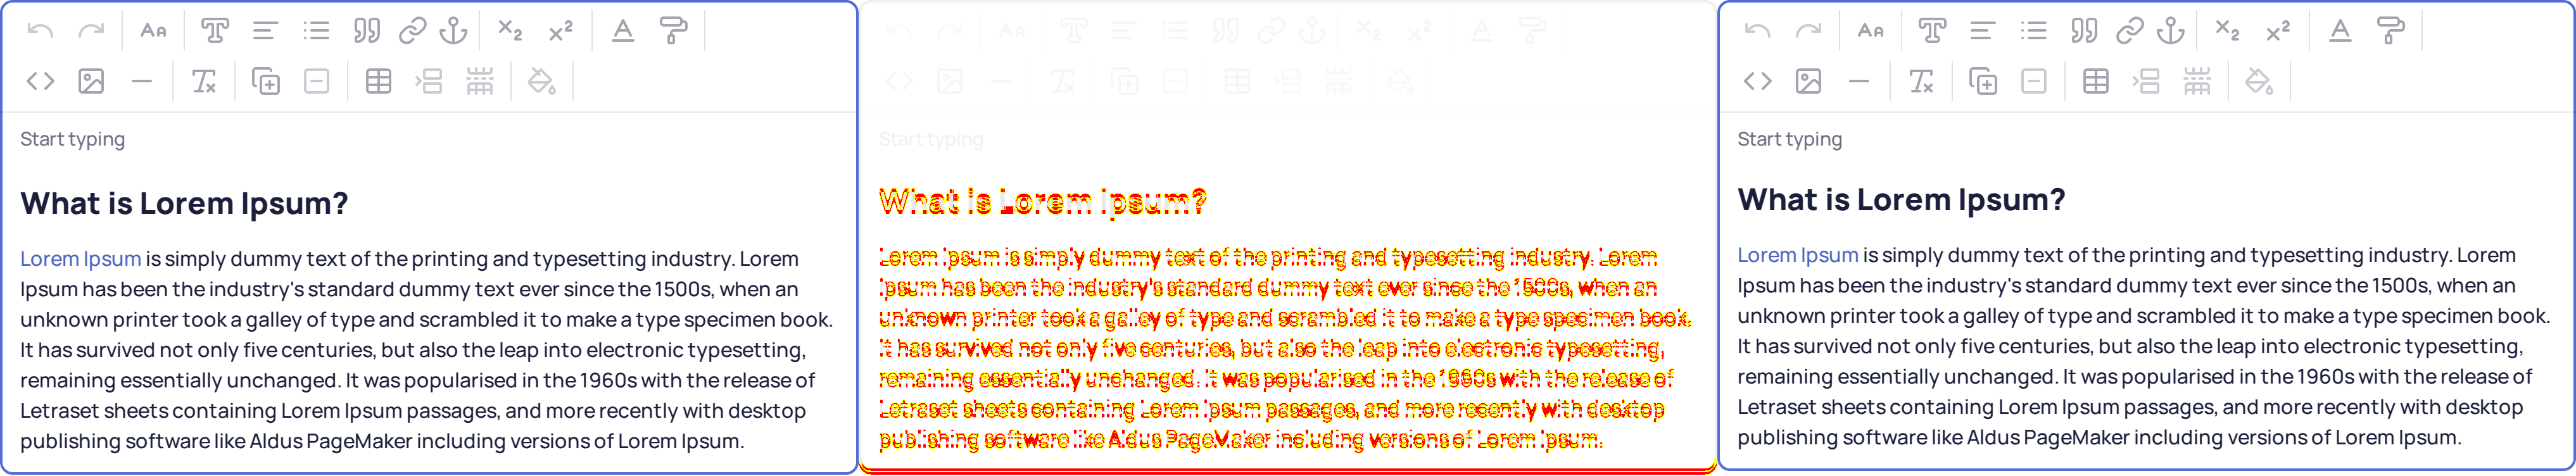 Start typing
What is Lorem Ipsum?
Lorem Ipsum is simply dummy text of the printing and typesetting industry. Lorem
Ipsum has been the industry's standard dummy text ever since the 1500s, when an
unknown printer took a galley of type and scrambled it to make a type specimen book.
It has survived not only five centuries, but also the leap into electronic typesetting,
remaining essentially unchanged. It was popularised in the 1960s with the release of
Letraset sheets containing Lorem Ipsum passages, and more recently with desktop
publishing software like Aldus PageMaker including versions of Lorem Ipsum.
Start typing
What is Lorem Ipsum?
Lorem Ipsum is simply dummy text of the printing and typesetting industry. Lorem
Ipsum has been the industry's standard dummy text ever since the 1500s, when an
unknown printer took a galley of type and scrambled it to make a type specimen book.
It has survived not only five centuries, but also the leap into electronic typesetting,
remaining essentially unchanged. It was popularised in the 1960s with the release of
Letraset sheets containing Lorem Ipsum passages, and more recently with desktop
publishing software like Aldus PageMaker including versions of Lorem Ipsum.
Start typing
What is Lorem Ipsum?
Lorem Ipsum is simply dummy text of the printing and typesetting industry. Lorem
Ipsum has been the industry's standard dummy text ever since the 1500s, when an
unknown printer took a galley of type and scrambled it to make a type specimen book.
It has survived not only five centuries, but also the leap into electronic typesetting,
remaining essentially unchanged. It was popularised in the 1960s with the release of
Letraset sheets containing Lorem Ipsum passages, and more recently with desktop
publishing software like Aldus PageMaker including versions of Lorem Ipsum.